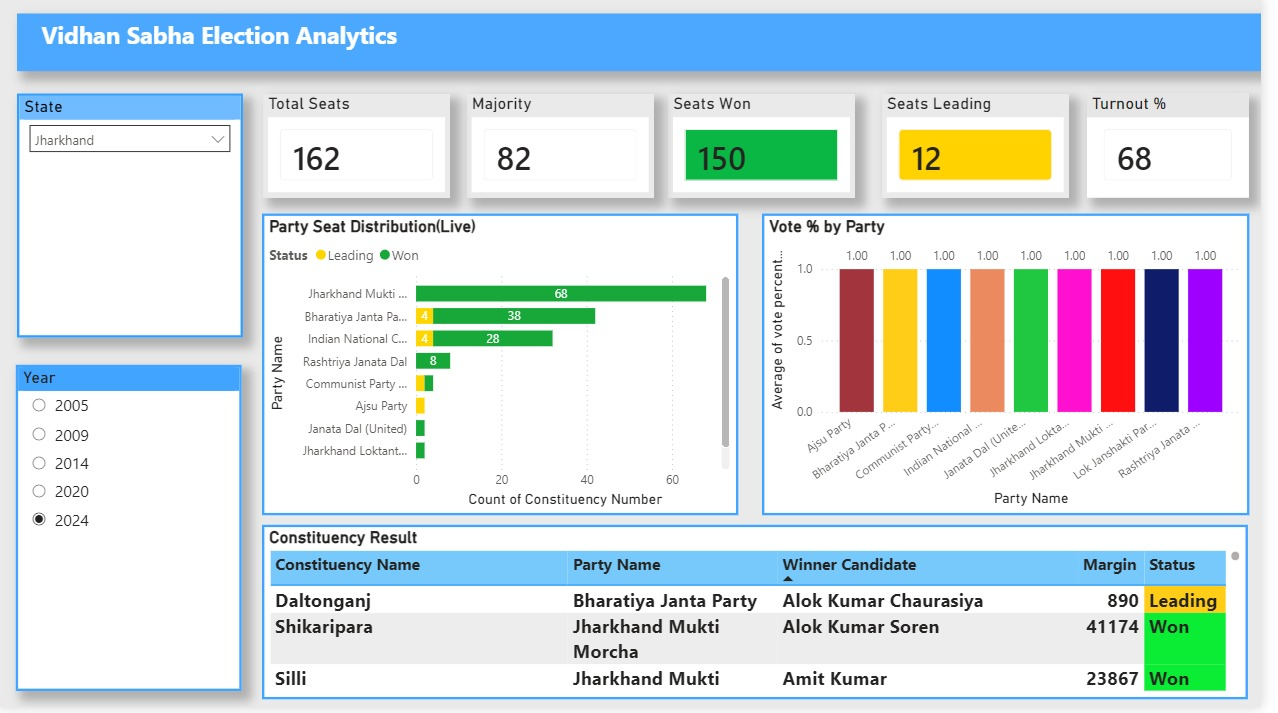 Vidhan Sabha Election Analytics
State
Jharkhand
Year
2005
2009
2014
2020
2024
Total Seats
162
Majority
82
Seats Won
150
Seats Leading
12
Turnout %
68
Party Seat Distribution(Live)
Status Leading Won
Party Name
Jharkhand Mukti ... 68
Bharatiya Janta Pa... 4 38
Indian National C... 4 28
Rashtriya Janata Dal 8
Communist Party ...
Ajsu Party
Janata Dal (United)
Jharkhand Loktant...
0 20 40 60
Count of Constituency Number
Vote % by Party
Average of vote percent...
1.00 1.00 1.00 1.00 1.00 1.00 1.00 1.00 1.00
1.0
0.5
0.0
Ajsu Party
Bharatiya Janta P...
Communist Party...
Indian National ...
Janata Dal (Unite...
Jharkhand Lokta...
Jharkhand Mukti ...
Lok Janshakti Par...
Rashtriya Janata ...
Party Name
Constituency Result
Constituency Name Party Name Winner Candidate Margin Status
Daltonganj Bharatiya Janta Party Alok Kumar Chaurasiya 890 Leading
Shikaripara Jharkhand Mukti Alok Kumar Soren 41174 Won
Morcha
Silli Jharkhand Mukti Amit Kumar 23867 Won